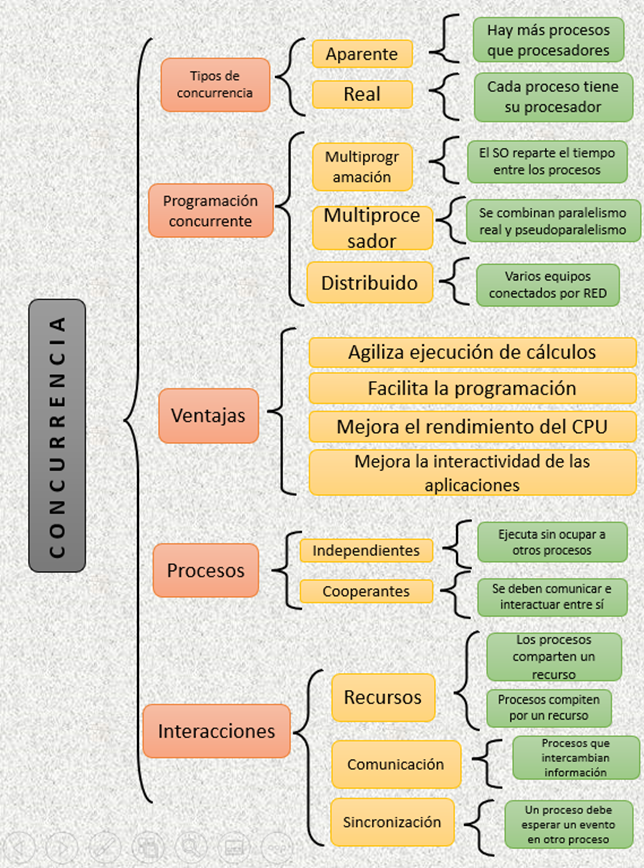 CONCURRENCIA
Tipos de
concurrencia
Aparente
Hay más procesos
que procesadores
Real
Cada proceso tiene
su procesador
Programación
concurrente
Multiprogr
amación
El SO reparte el tiempo
entre los procesos
Multiproce
sador
Se combinan paralelismo
real y pseudoparalelismo
Distribuido
Varios equipos
conectados por RED
Ventajas
Agiliza ejecución de cálculos
Facilita la programación
Mejora el rendimiento del CPU
Mejora la interactividad de las
aplicaciones
Procesos
Independientes
Ejecuta sin ocupar a
otros procesos
Cooperantes
Se deben comunicar e
interactuar entre sí
Interacciones
Recursos
Los procesos
comparten un
recurso
Procesos compiten
por un recurso
Comunicación
Procesos que
intercambian
información
Sincronización
Un proceso debe
esperar un evento
en otro proceso